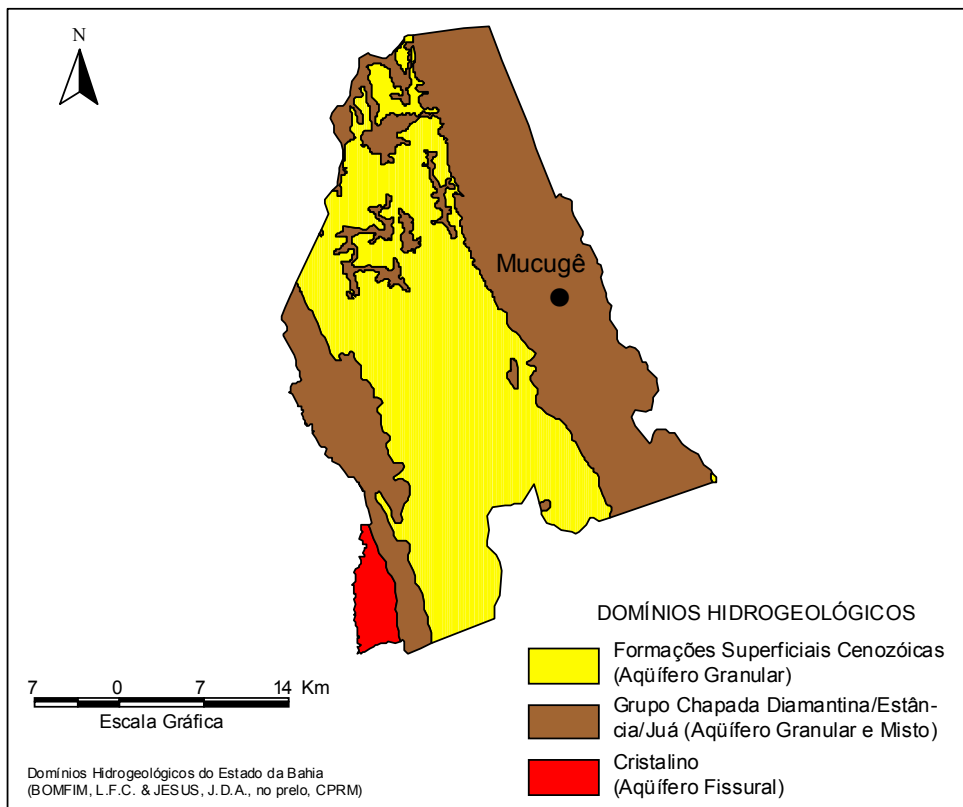 N
Mucugê
DOMÍNIOS HIDROGEOLÓGICOS
Formações Superficiais Cenozóicas
(Aqüífero Granular)
Grupo Chapada Diamantina/Estân-
cia/Juá (Aqüífero Granular e Misto)
Cristalino
(Aqüífero Fissural)
7 0 7 14 Km
Escala Gráfica
Domínios Hidrogeológicos do Estado da Bahia
(BOMFIM, L.F.C. & JESUS, J.D.A., no prelo, CPRM)